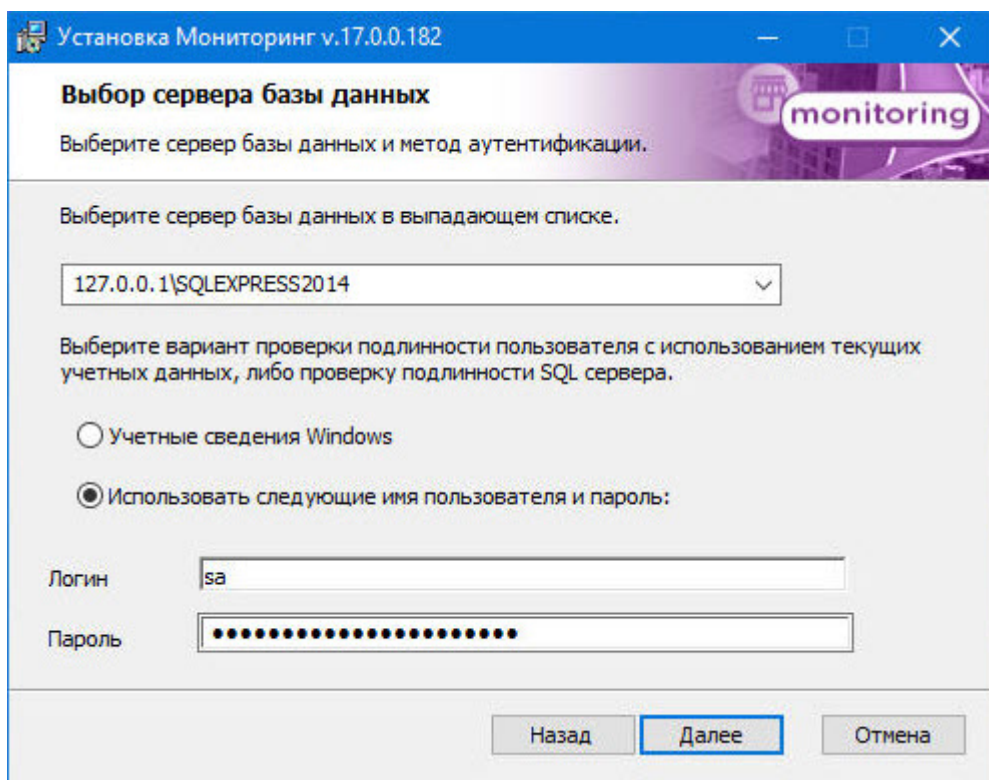 Установка Мониторинг v.17.0.0.182
Выбор сервера базы данных
monitoring
Выберите сервер базы данных и метод аутентификации.
Выберите сервер базы данных в выпадающем списке.
127.0.0.1\SQLEXPRESS2014
Выберите вариант проверки подлинности пользователя с использованием текущих
учетных данных, либо проверку подлинности SQL сервера.
Учетные сведения Windows
Использовать следующие имя пользователя и пароль:
Логин sa
Пароль ●●●●●●●●●●●●●●●●●●●●●●
Назад Далее Отмена